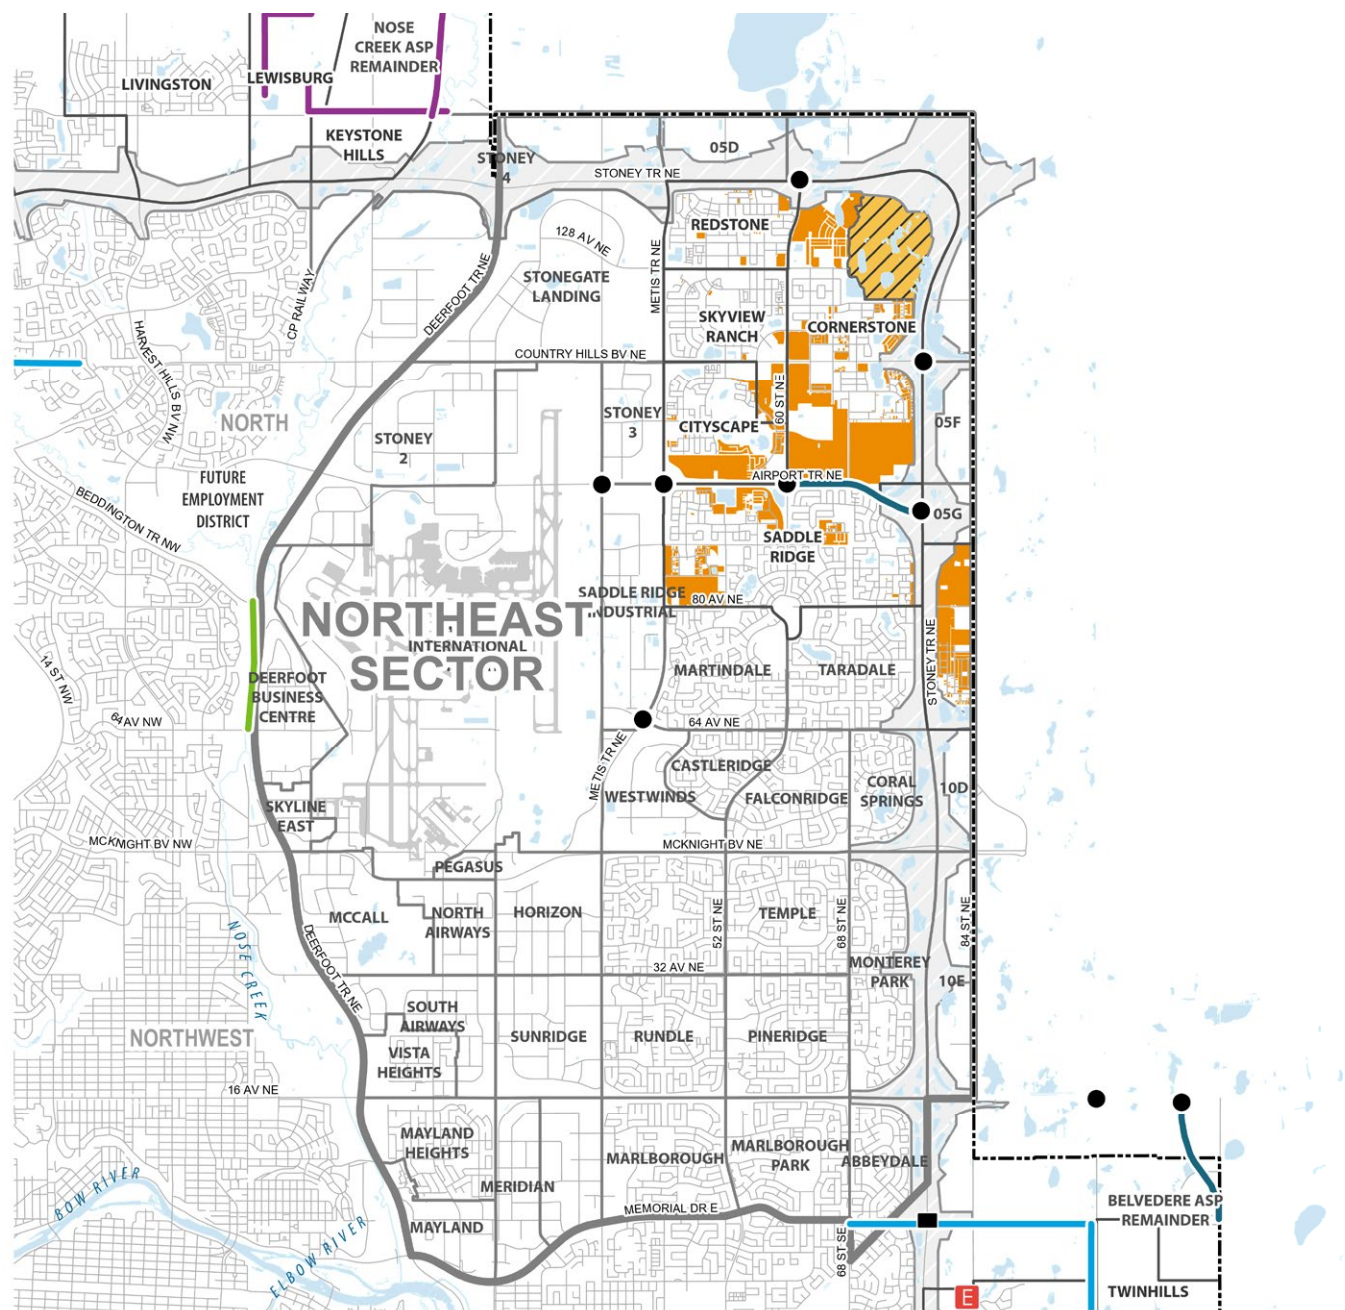 NOSE
CREEK ASP
REMAINDER
LIVINGSTON
LEWISBURG
KEYSTONE
HILLS
STONEY
4
05D
STONEY TR NE
REDSTONE
128 AV NE
METIS TR NE
STONEGATE
LANDING
DEERFOOT TR NE
CP RAILWAY
SKYVIEW
RANCH
CORNERSTONE
HARVEST HILLS BV NW
COUNTRY HILLS BV NE
60 ST NE
NORTH
STONEY
2
STONEY
3
CITYSCAPE
05F
FUTURE
EMPLOYMENT
DISTRICT
AIRPORT TR NE
BEDDINGTON TR NW
05G
SADDLE
RIDGE
SADDLE RIDGE
INDUSTRIAL
80 AV NE
NORTHEAST
INTERNATIONAL
SECTOR
STONEY TR NE
14 ST NW
DEERFOOT
BUSINESS
CENTRE
MARTINDALE
TARADALE
64 AV NW
64 AV NE
METIS TR NE
CASTLERIDGE
WESTWINDS
FALCONRIDGE
CORAL
SPRINGS
10D
SKYLINE
EAST
MCKNIGHT BV NW
MCKNIGHT BV NE
PEGASUS
MCCALL
NORTH
AIRWAYS
HORIZON
52 ST NE
TEMPLE
68 ST NE
84 ST NE
NOSE CREEK
DEERFOOT TR NE
32 AV NE
MONTEREY
PARK
10E
SOUTH
AIRWAYS
NORTHWEST
VISTA
HEIGHTS
SUNRIDGE
RUNDLE
PINERIDGE
16 AV NE
MAYLAND
HEIGHTS
MARLBOROUGH
MARLBOROUGH
PARK
ABBEYDALE
MERIDIAN
BOW RIVER
MEMORIAL DR E
BELVEDERE ASP
REMAINDER
MAYLAND
ELBOW RIVER
68 ST SE
E
TWINHILLS